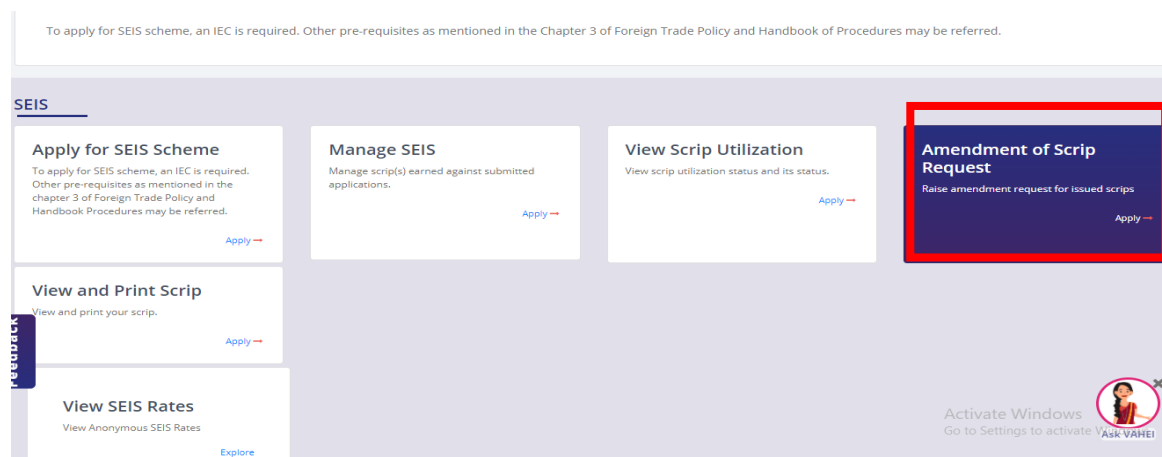 To apply for SEIS scheme, an IEC is required. Other pre-requisites as mentioned in the Chapter 3 of Foreign Trade Policy and Handbook of Procedures may be referred.
SEIS
Apply for SEIS Scheme
To apply for SEIS scheme, an IEC is required.
Other pre-requisites as mentioned in the
chapter 3 of Foreign Trade Policy and
Handbook Procedures may be referred.
Apply
Manage SEIS
Manage scrip(s) earned against submitted
applications.
Apply
View Scrip Utilization
View scrip utilization status and its status.
Apply
Amendment of Scrip
Request
Raise amendment request for issued scrips
Apply
View and Print Scrip
View and print your scrip.
Apply
Feedback
View SEIS Rates
View Anonymous SEIS Rates
Explore
Activate Windows
Go to Settings to activate
Ask VAHEI